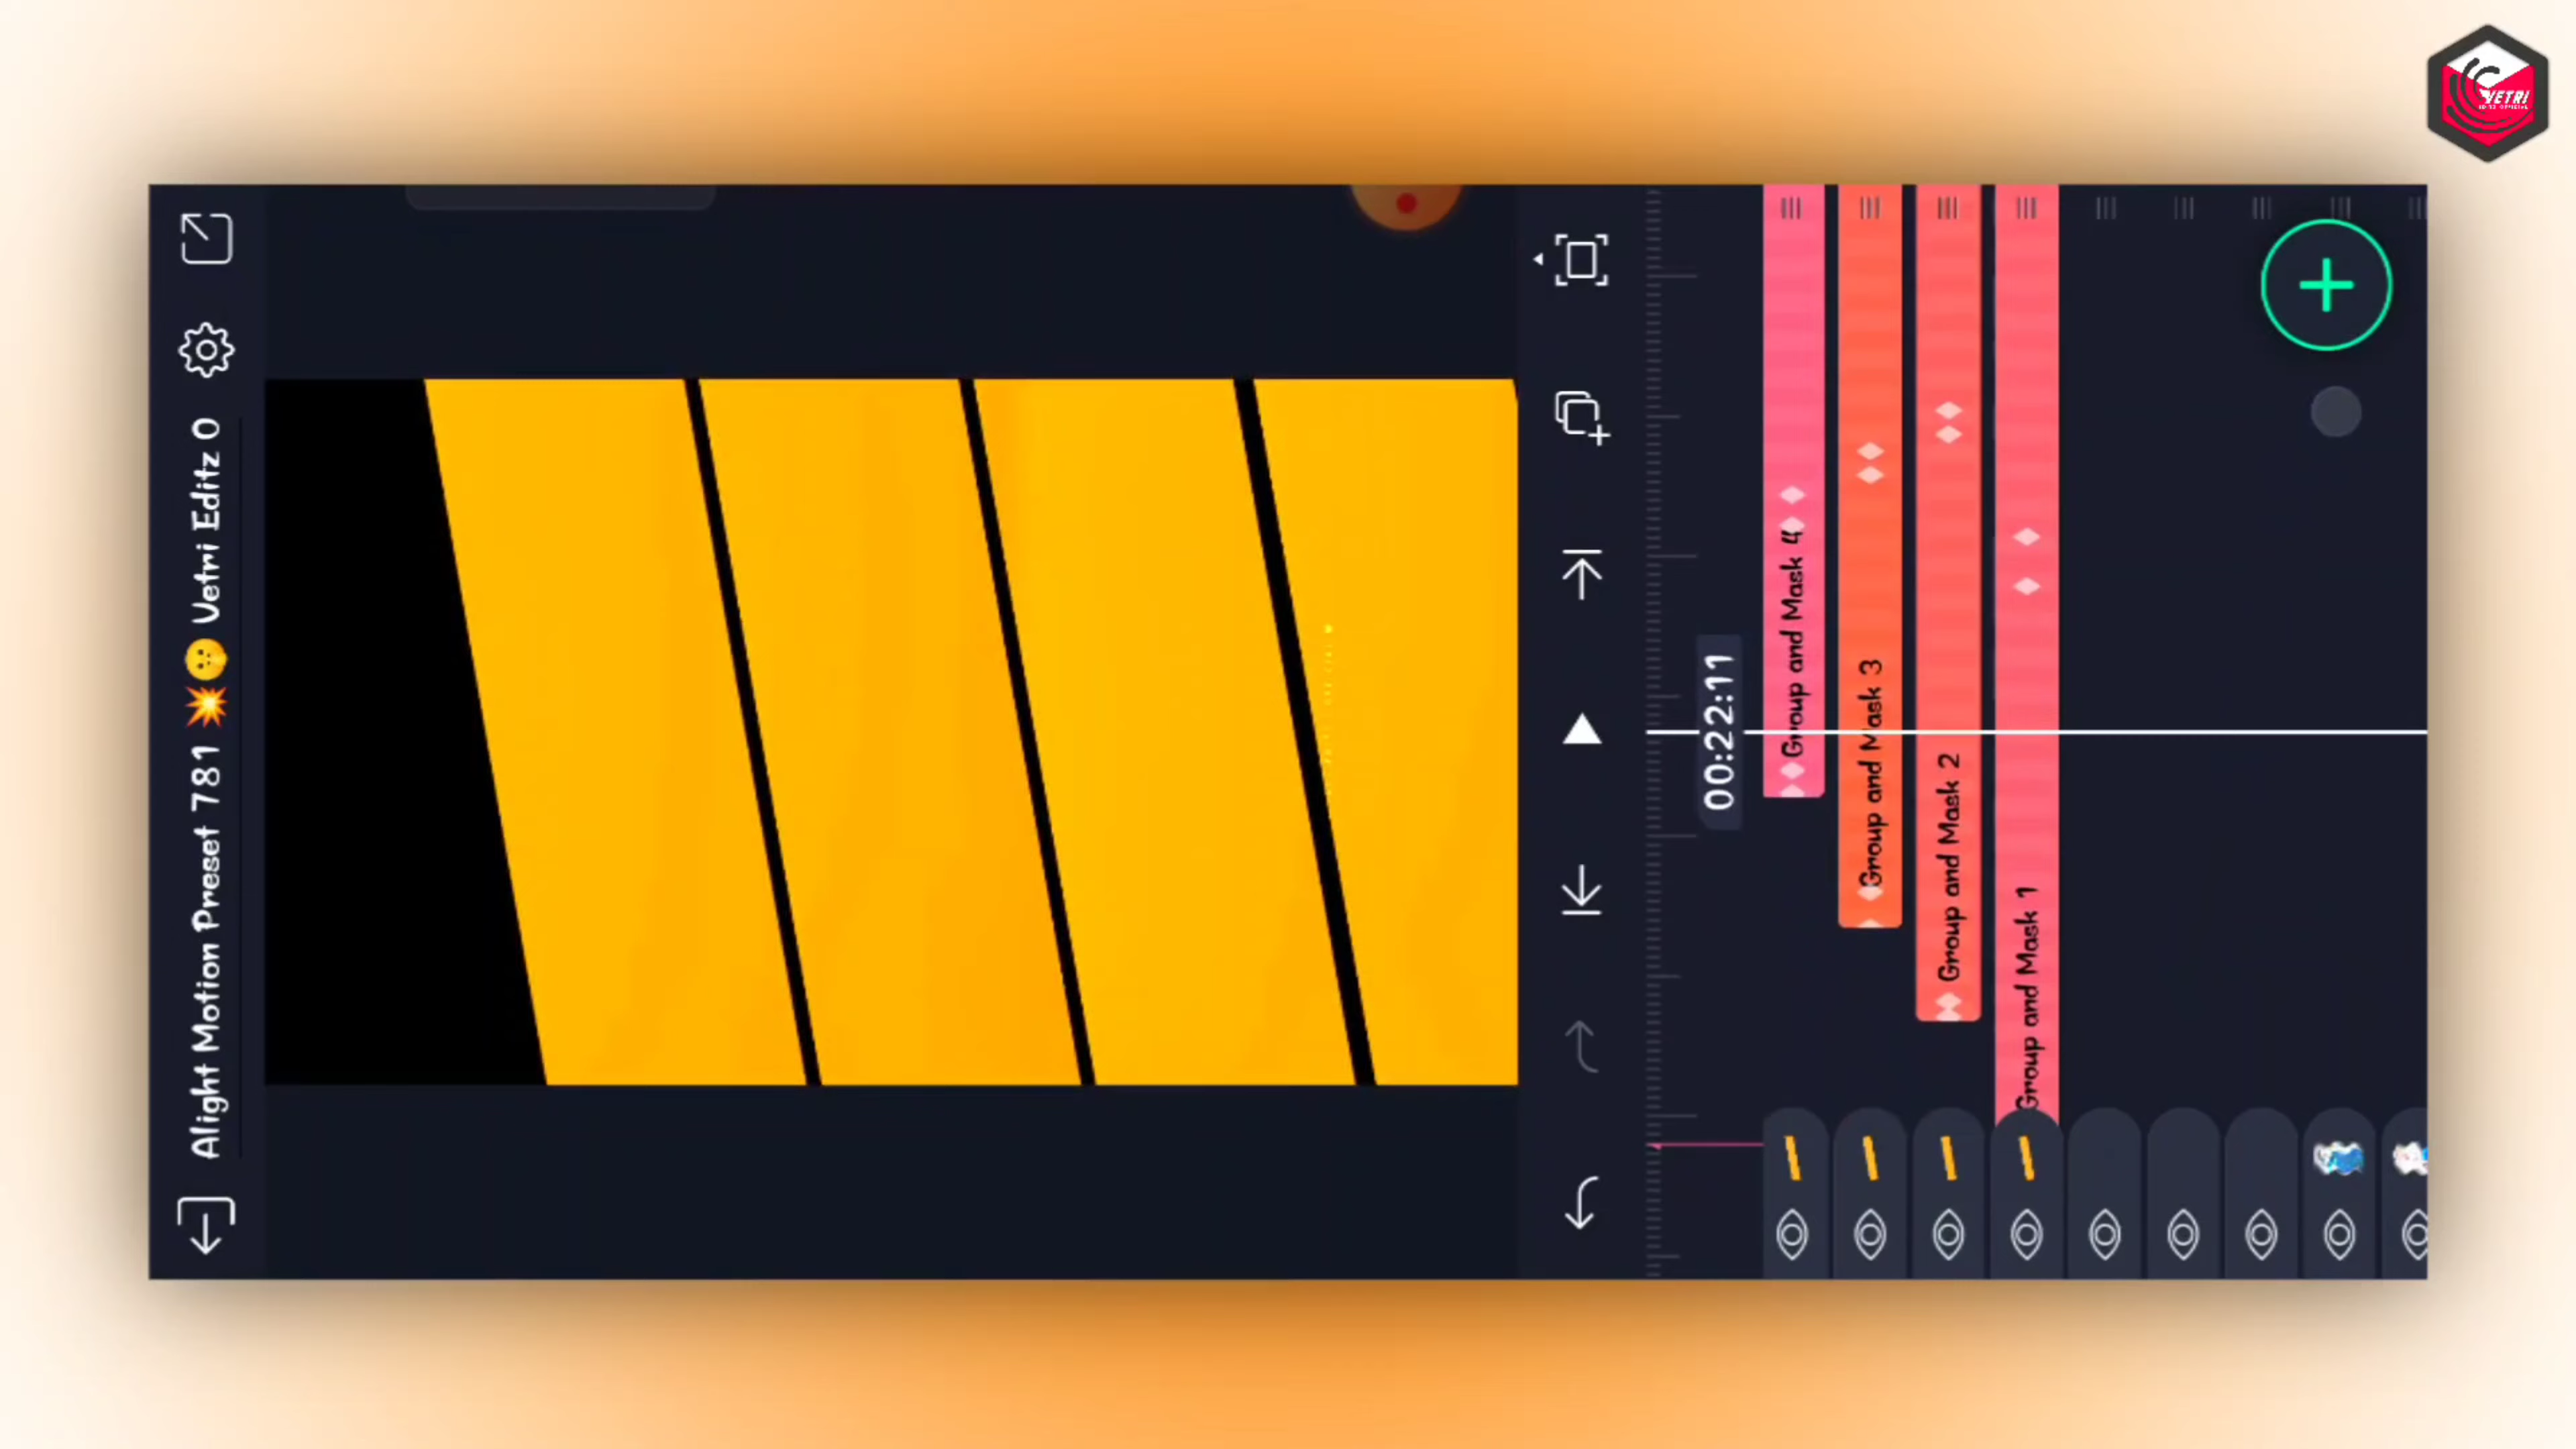 VETRI
Alight Motion Preset 781 💥🤫 Vetri Editz 0
00:22:11
Group and Mask 4
Group and Mask 3
Group and Mask 2
Group and Mask 1